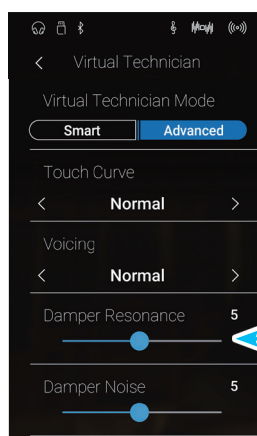 Virtual Technician
Virtual Technician Mode
Smart Advanced
Touch Curve
Normal
Voicing
Normal
Damper Resonance 5
Damper Noise 5